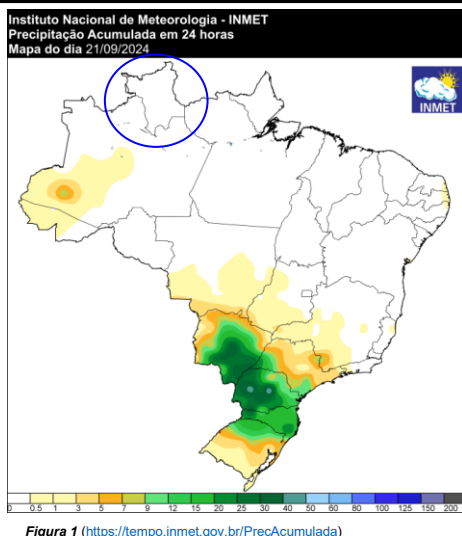 Instituto Nacional de Meteorologia - INMET
Precipitação Acumulada em 24 horas
Mapa do dia 21/09/2024
INMET
0 0.5 1 3 5 7 9 12 15 20 25 30 40 50 60 80 100 125 150 200
Figura 1 (https://tempo.inmet.gov.br/PrecAcumulada)